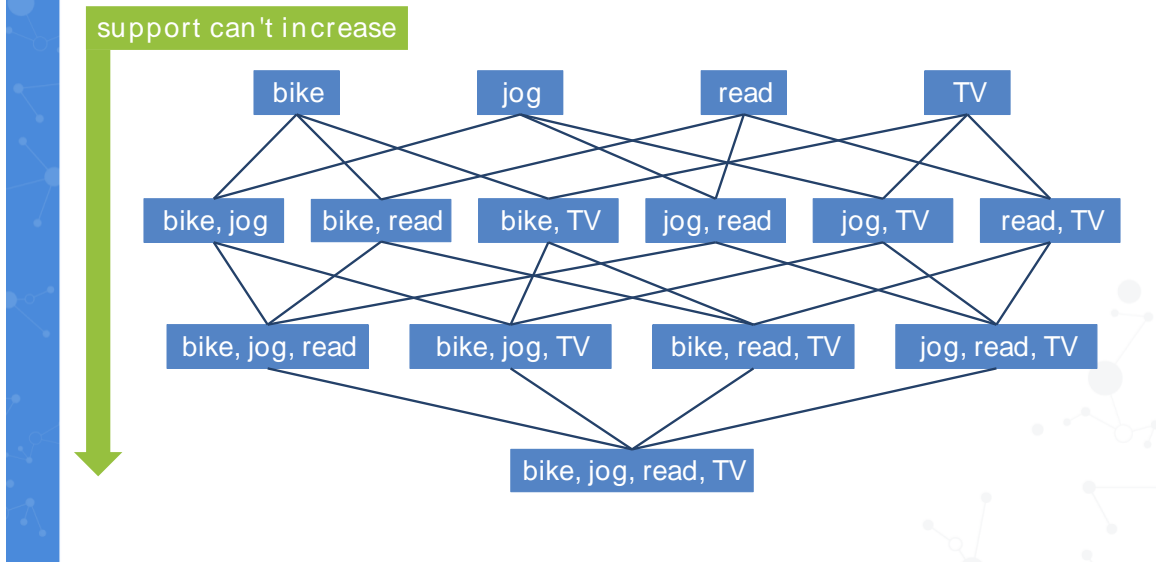 support can't increase
bike
jog
read
TV
bike, jog
bike, read
bike, TV
jog, read
jog, TV
read, TV
bike, jog, read
bike, jog, TV
bike, read, TV
jog, read, TV
bike, jog, read, TV